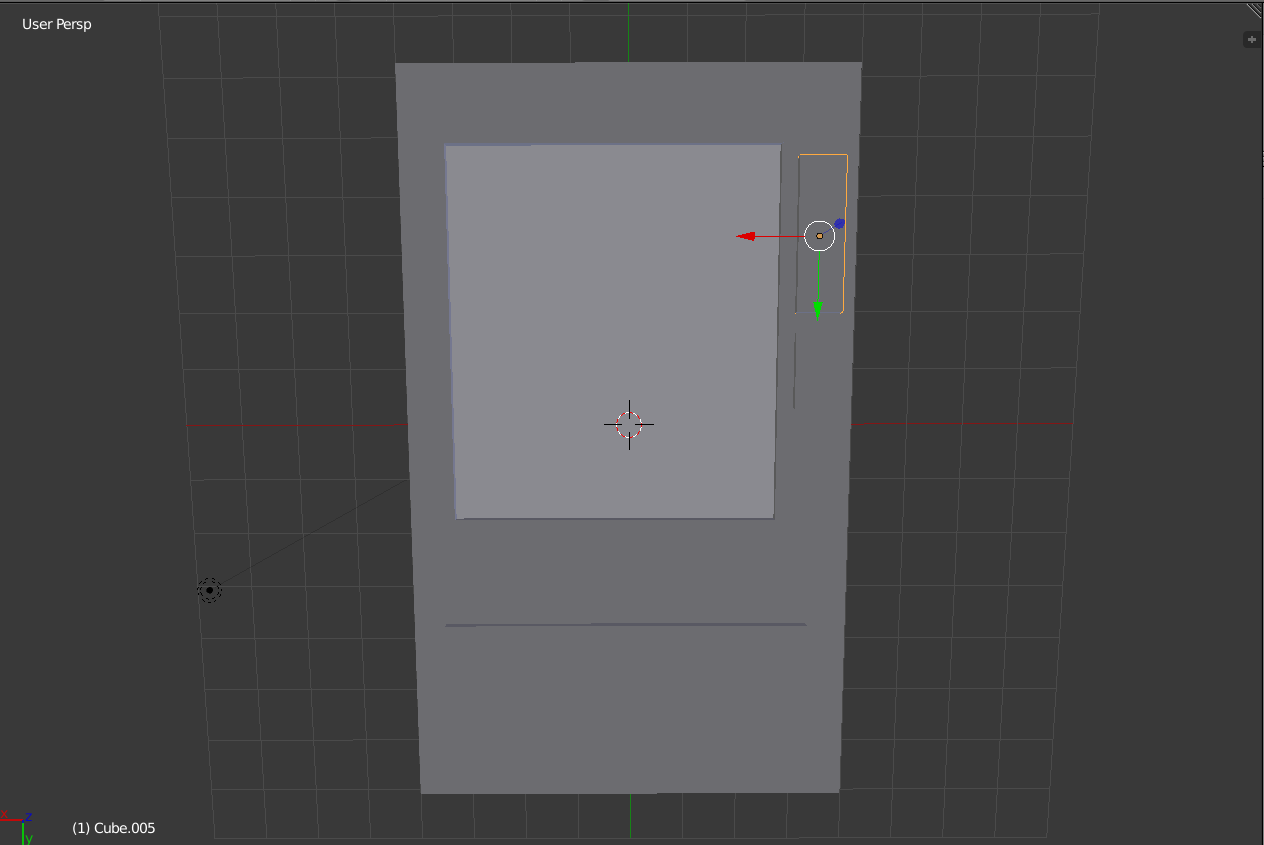 User Persp
x
z
y
(1) Cube.005